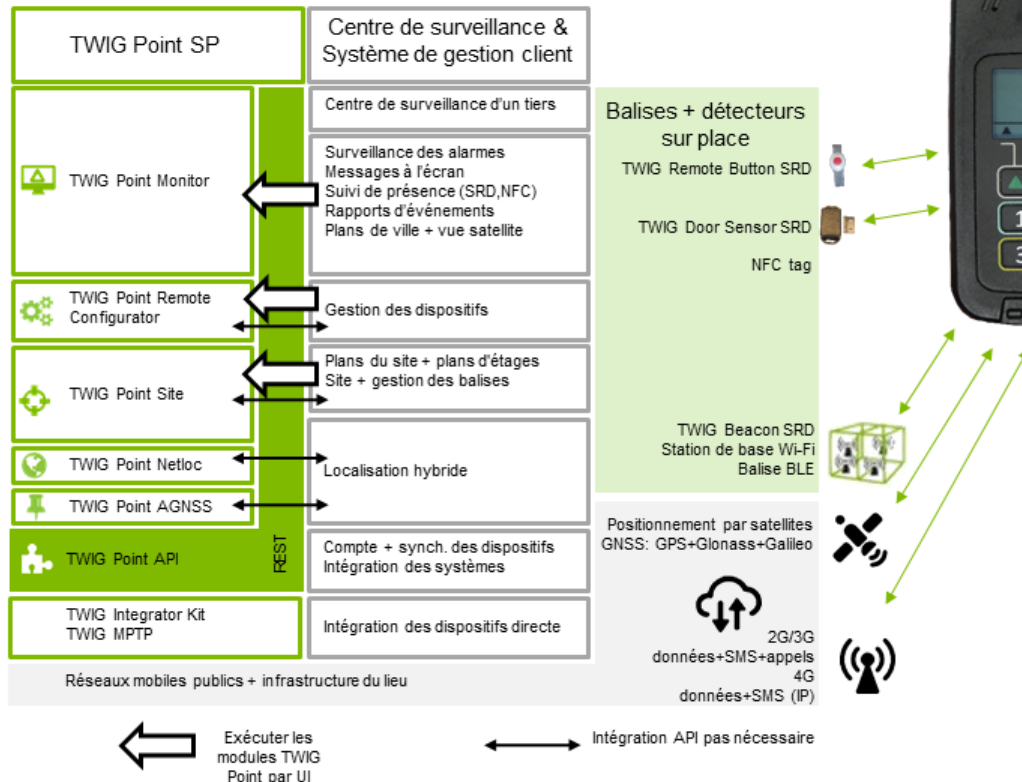 TWIG Point SP
Centre de surveillance &
Système de gestion client
Centre de surveillance d'un tiers
TWIG Point Monitor
Surveillance des alarmes
Messages à l'écran
Suivi de présence (SRD,NFC)
Rapports d'événements
Plans de ville + vue satellite
TWIG Point Remote
Configurator
Gestion des dispositifs
TWIG Point Site
Plans du site + plans d'étages
Site + gestion des balises
TWIG Point Netloc
Localisation hybride
TWIG Point AGNSS
TWIG Point API
REST
Compte + synch. des dispositifs
Intégration des systèmes
TWIG Integrator Kit
TWIG MPTP
Intégration des dispositifs directe
Réseaux mobiles publics + infrastructure du lieu
Balises + détecteurs
sur place
TWIG Remote Button SRD
TWIG Door Sensor SRD
NFC tag
TWIG Beacon SRD
Station de base Wi-Fi
Balise BLE
Positionnement par satellites
GNSS: GPS+Glonass+Galileo
2G/3G
données+SMS+appels
4G
données+SMS (IP)
1
3
Exécuter les
modules TWIG
Point par UI
Intégration API pas nécessaire